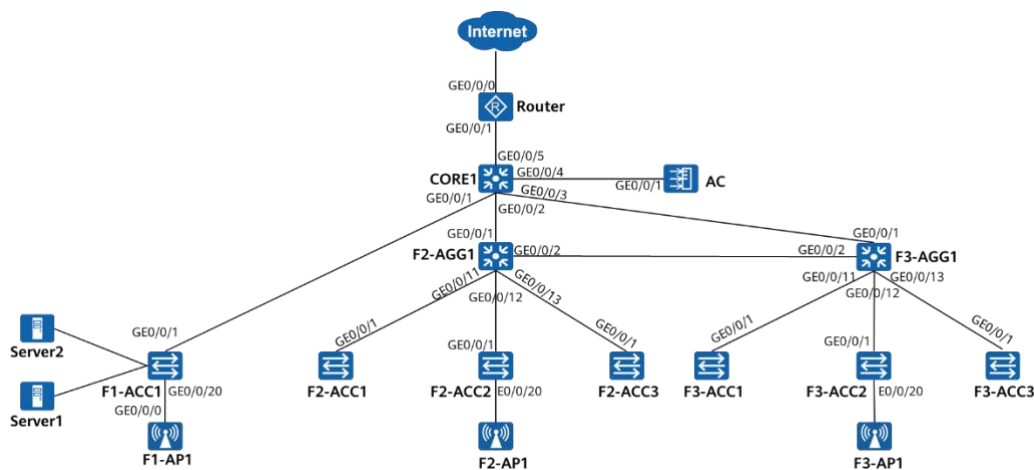 Internet
GE0/0/0
Router
GE0/0/1
GE0/0/5
GE0/0/4
CORE1
GE0/0/1
AC
GE0/0/1
GE0/0/3
GE0/0/2
GE0/0/1
GE0/0/1
F2-AGG1
GE0/0/2
GE0/0/2
F3-AGG1
GE0/0/11
GE0/0/12
GE0/0/13
GE0/0/11
GE0/0/12
GE0/0/13
GE0/0/1
GE0/0/1
GE0/0/1
GE0/0/1
GE0/0/1
GE0/0/1
GE0/0/1
Server2
F1-ACC1
GE0/0/20
F2-ACC1
F2-ACC2
E0/0/20
F2-ACC3
F3-ACC1
F3-ACC2
E0/0/20
F3-ACC3
Server1
GE0/0/0
F1-AP1
F2-AP1
F3-AP1